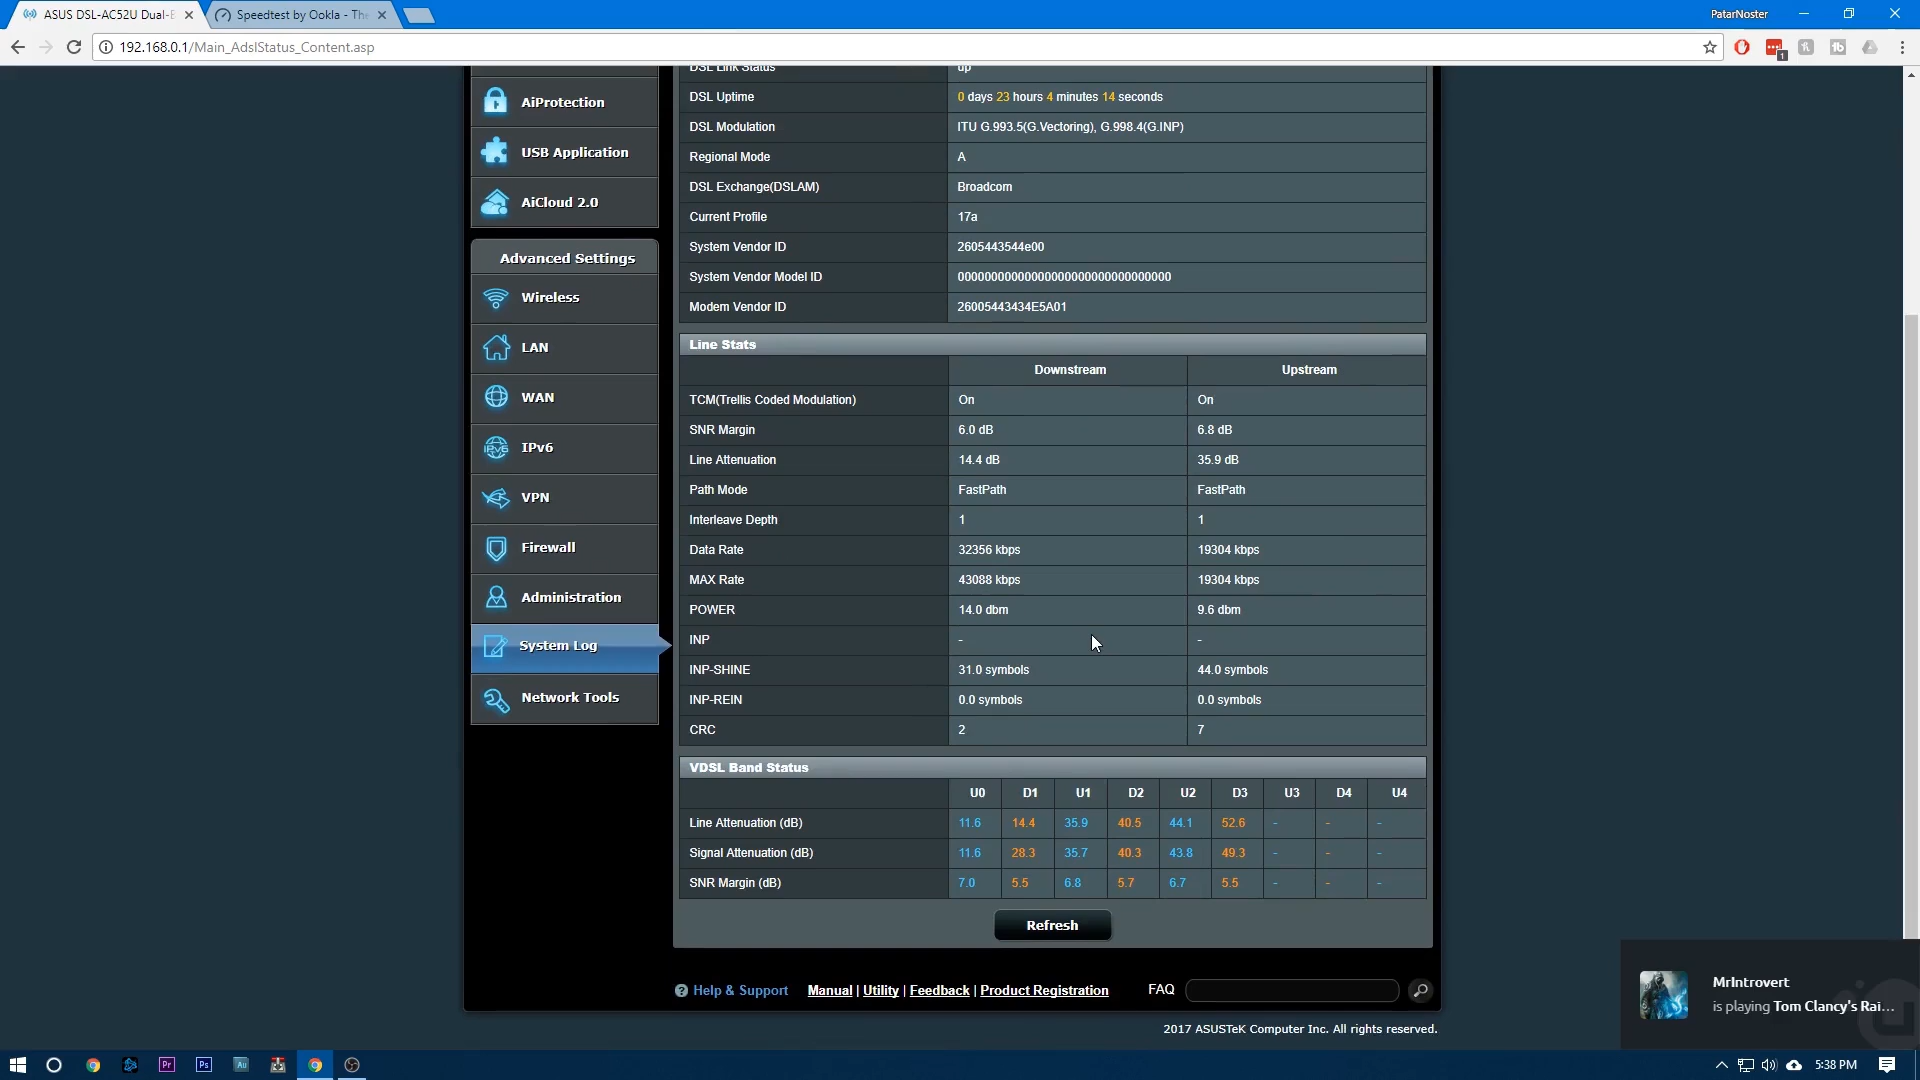 ASUS DSL-AC52U Dual-B
Speedtest by Ookla - The
PatarNoster
192.168.0.1/Main_AdslStatus_Content.asp
1
DSL Link Status up
AiProtection
USB Application
AiCloud 2.0
Advanced Settings
Wireless
LAN
WAN
IPv6
VPN
Firewall
Administration
System Log
Network Tools
DSL Uptime 0 days 23 hours 4 minutes 14 seconds
DSL Modulation ITU G.993.5(G.Vectoring), G.998.4(G.INP)
Regional Mode A
DSL Exchange(DSLAM) Broadcom
Current Profile 17a
System Vendor ID 2605443544e00
System Vendor Model ID 00000000000000000000000000000000
Modem Vendor ID 26005443434E5A01
Line Stats
Downstream Upstream
TCM(Trellis Coded Modulation) On On
SNR Margin 6.0 dB 6.8 dB
Line Attenuation 14.4 dB 35.9 dB
Path Mode FastPath FastPath
Interleave Depth 1 1
Data Rate 32356 kbps 19304 kbps
MAX Rate 43088 kbps 19304 kbps
POWER 14.0 dbm 9.6 dbm
INP - -
INP-SHINE 31.0 symbols 44.0 symbols
INP-REIN 0.0 symbols 0.0 symbols
CRC 2 7
VDSL Band Status
U0 D1 U1 D2 U2 D3 U3 D4 U4
Line Attenuation (dB) 11.6 14.4 35.9 40.5 44.1 52.6 - - -
Signal Attenuation (dB) 11.6 28.3 35.7 40.3 43.8 49.3 - - -
SNR Margin (dB) 7.0 5.5 6.8 5.7 6.7 5.5 - - -
Refresh
Help & Support Manual | Utility | Feedback | Product Registration FAQ
2017 ASUSTeK Computer Inc. All rights reserved.
MrIntrovert
is playing Tom Clancy's Rai...
Pr Ps Au
5:38 PM